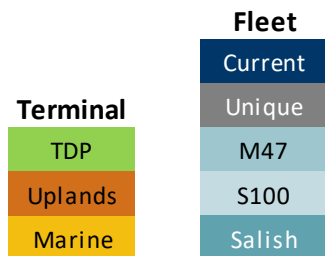 Terminal
TDP
Uplands
Marine
Fleet
Current
Unique
M47
S100
Salish